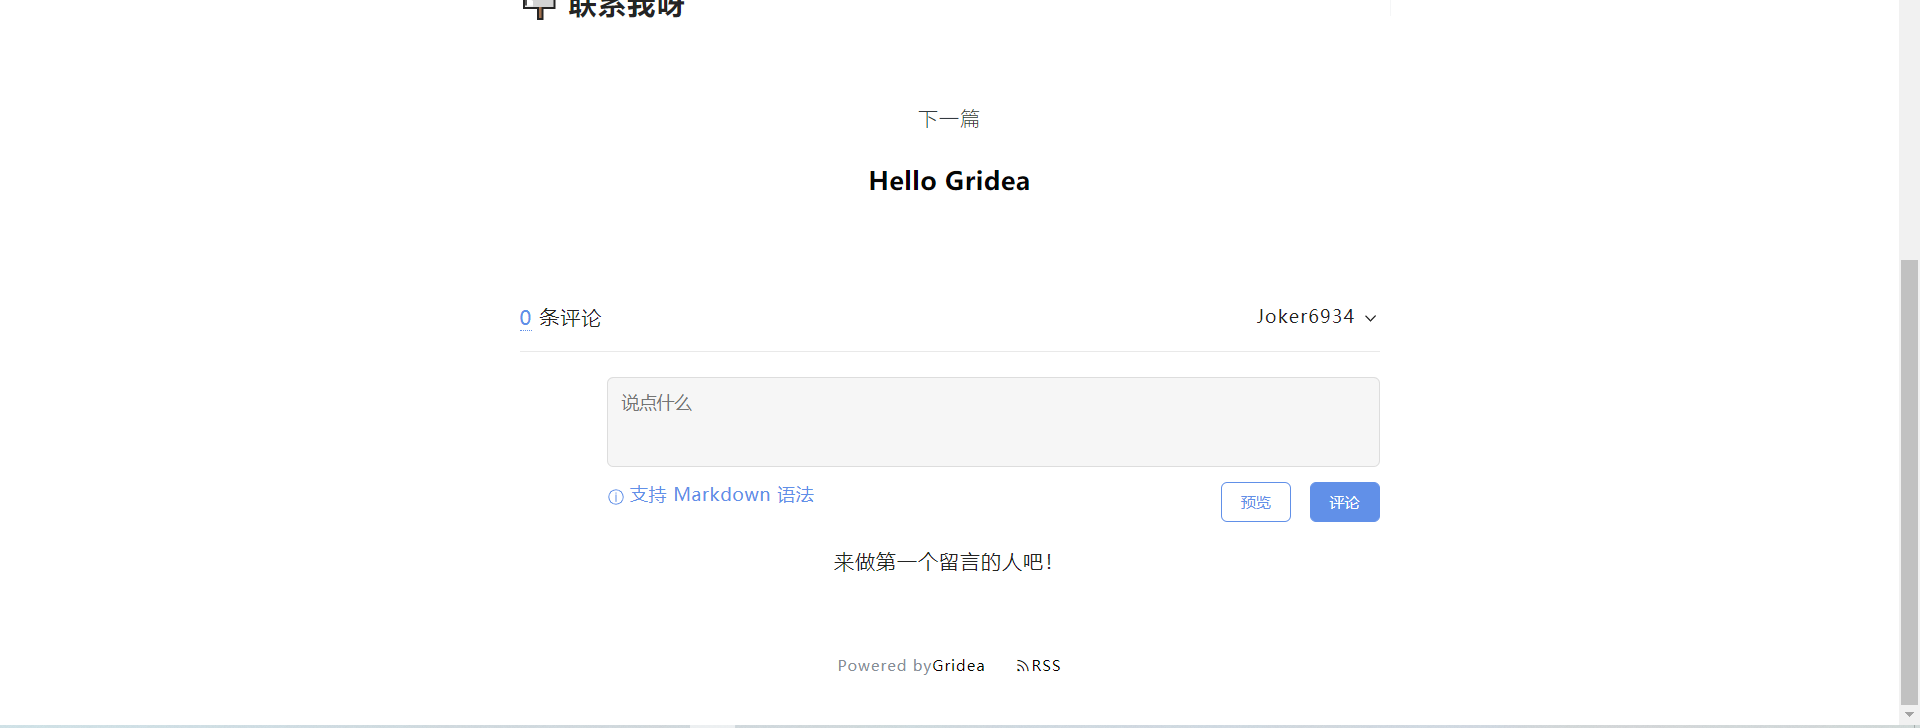 联系我呀
下一篇
Hello Gridea
0 条评论
Joker6934
说点什么
支持 Markdown 语法
预览
评论
来做第一个留言的人吧！
Powered byGridea
RSS